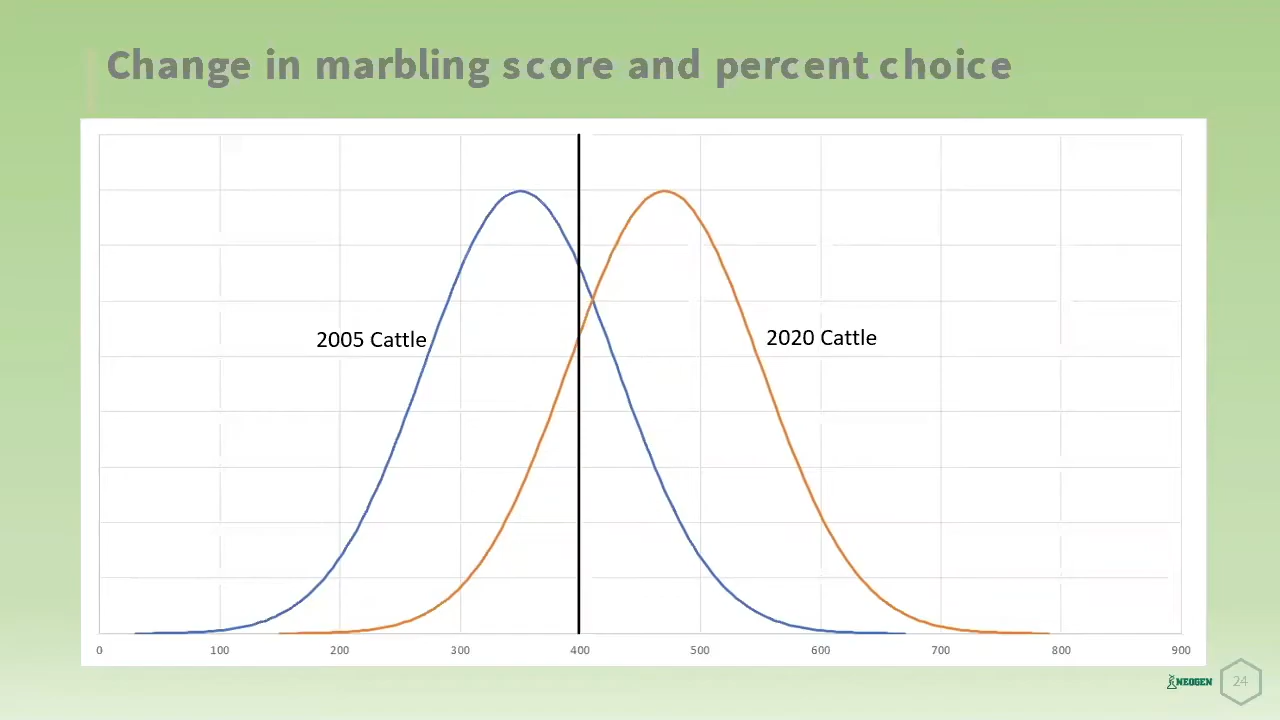 Change in marbling score and percent choice
2005 Cattle
2020 Cattle
0 100 200 300 400 500 600 700 800 900
NEOGEN
24